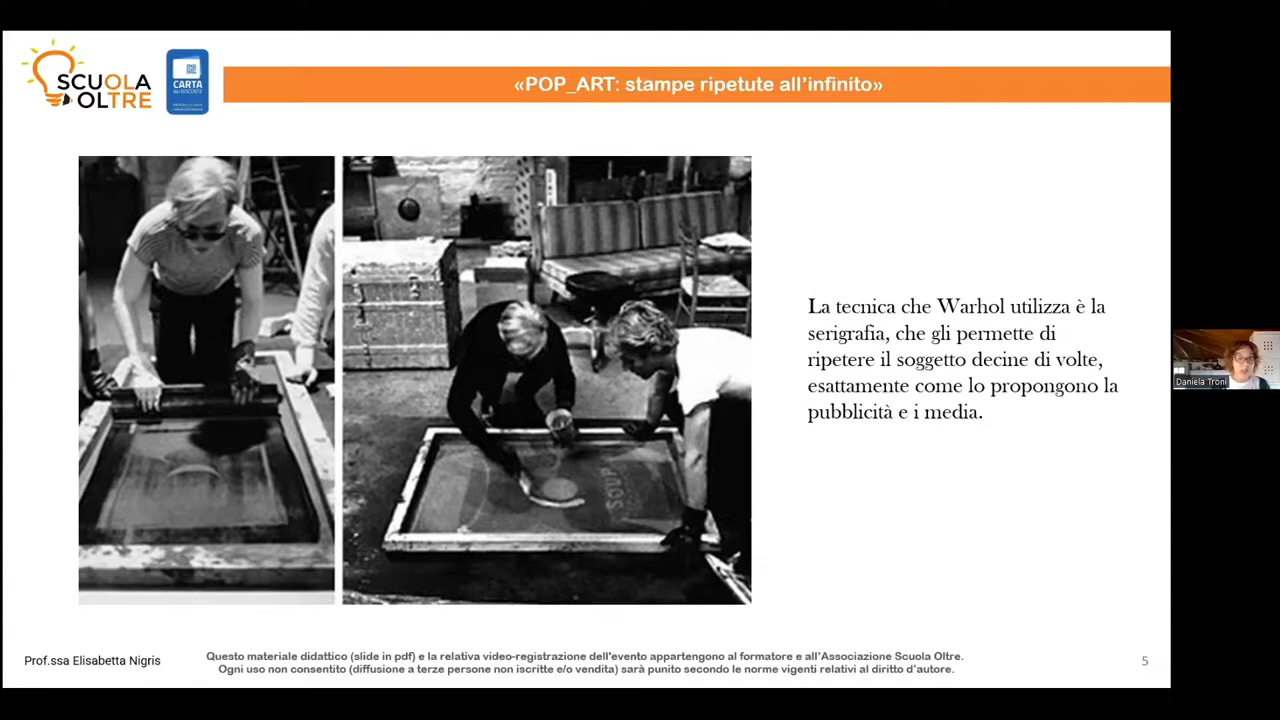 SCUOLA
OLTRE
CARTA
del DOCENTE
«POP_ART: stampe ripetute all'infinito»
La tecnica che Warhol utilizza è la
serigrafia, che gli permette di
ripetere il soggetto decine di volte,
esattamente come lo propongono la
pubblicità e i media.
SOUP
Daniela Troni
Prof.ssa Elisabetta Nigris
Questo materiale didattico (slide in pdf) e la relativa video-registrazione dell'evento appartengono al formatore e all'Associazione Scuola Oltre.
Ogni uso non consentito (diffusione a terze persone non iscritte e/o vendita) sarà punito secondo le norme vigenti relativi al diritto d'autore.
5